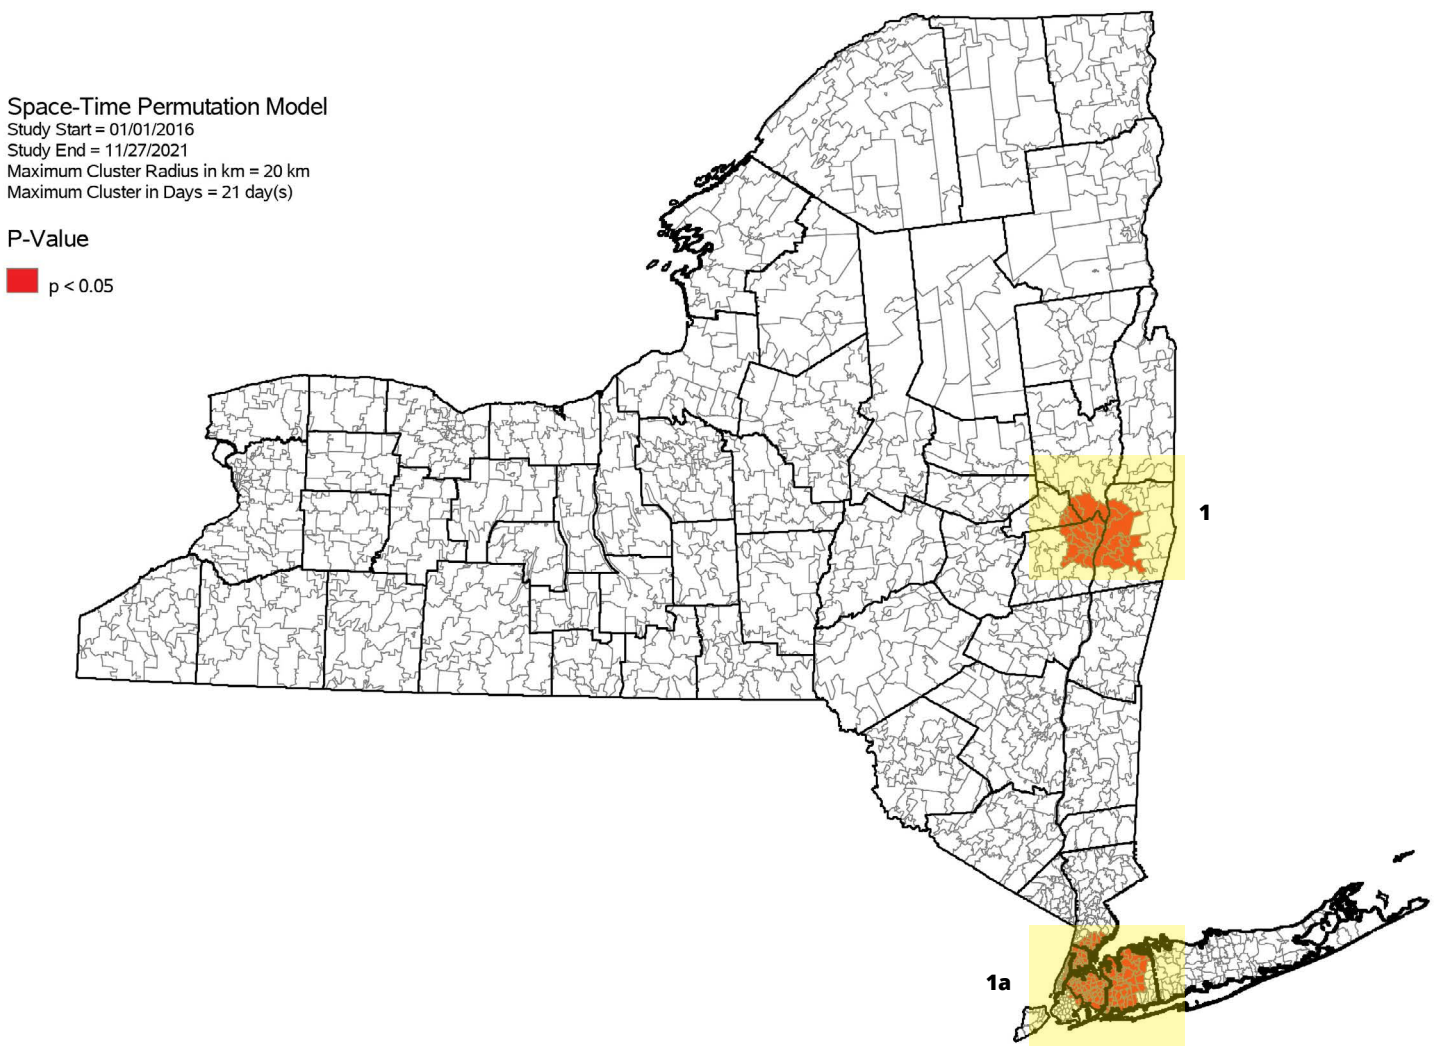 Space-Time Permutation Model
Study Start = 01/01/2016
Study End = 11/27/2021
Maximum Cluster Radius in km = 20 km
Maximum Cluster in Days = 21 day(s)
P-Value
p < 0.05
1
1a